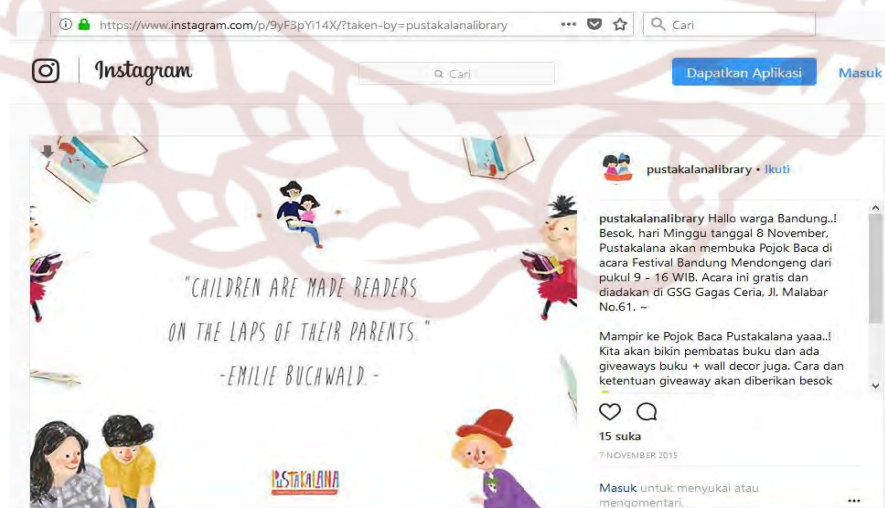 https://www.instagram.com/p/9yF3pYi14X/?taken-by=pustakalanalibrary
Cari
Instagram
Cari
Dapatkan Aplikasi
Masuk
"CHILDREN ARE MADE READERS
ON THE LAPS OF THEIR PARENTS."
-EMILIE BUCHWALD.-
PUSTAKALANA
pustakalanalibrary • Ikuti
pustakalanalibrary Hallo warga Bandung..!
Besok, hari Minggu tanggal 8 November,
Pustakalana akan membuka Pojok Baca di
acara Festival Bandung Mendongeng dari
pukul 9 - 16 WIB. Acara ini gratis dan
diadakan di GSG Gagas Ceria, Jl. Malabar
No.61. ~
Mampir ke Pojok Baca Pustakalana yaaa..!
Kita akan bikin pembatas buku dan ada
giveaways buku + wall decor juga. Cara dan
ketentuan giveaway akan diberikan besok
15 suka
7 NOVEMBER 2015
Masuk untuk menyukai atau
mengomentari.